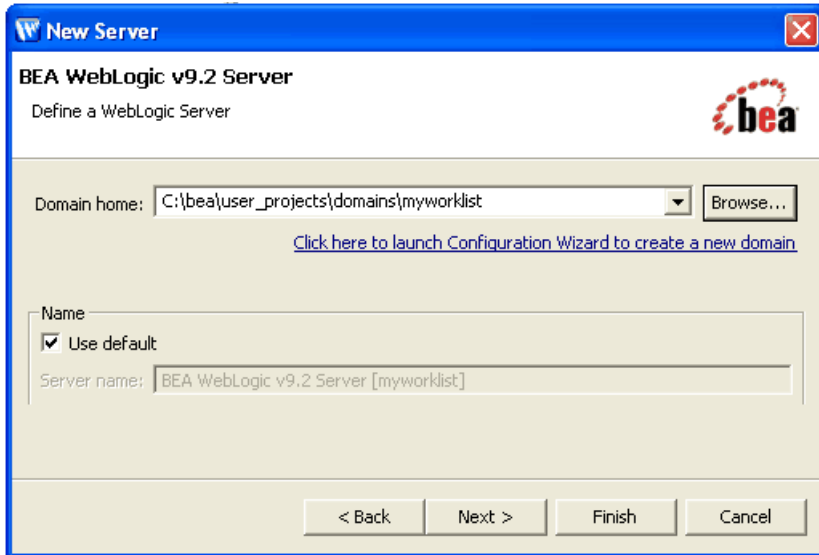 New Server
BEA WebLogic v9.2 Server
Define a WebLogic Server
bea
Domain home: C:\bea\user_projects\domains\myworklist Browse...
Click here to launch Configuration Wizard to create a new domain
Name
Use default
Server name: BEA WebLogic v9.2 Server [myworklist]
< Back Next > Finish Cancel